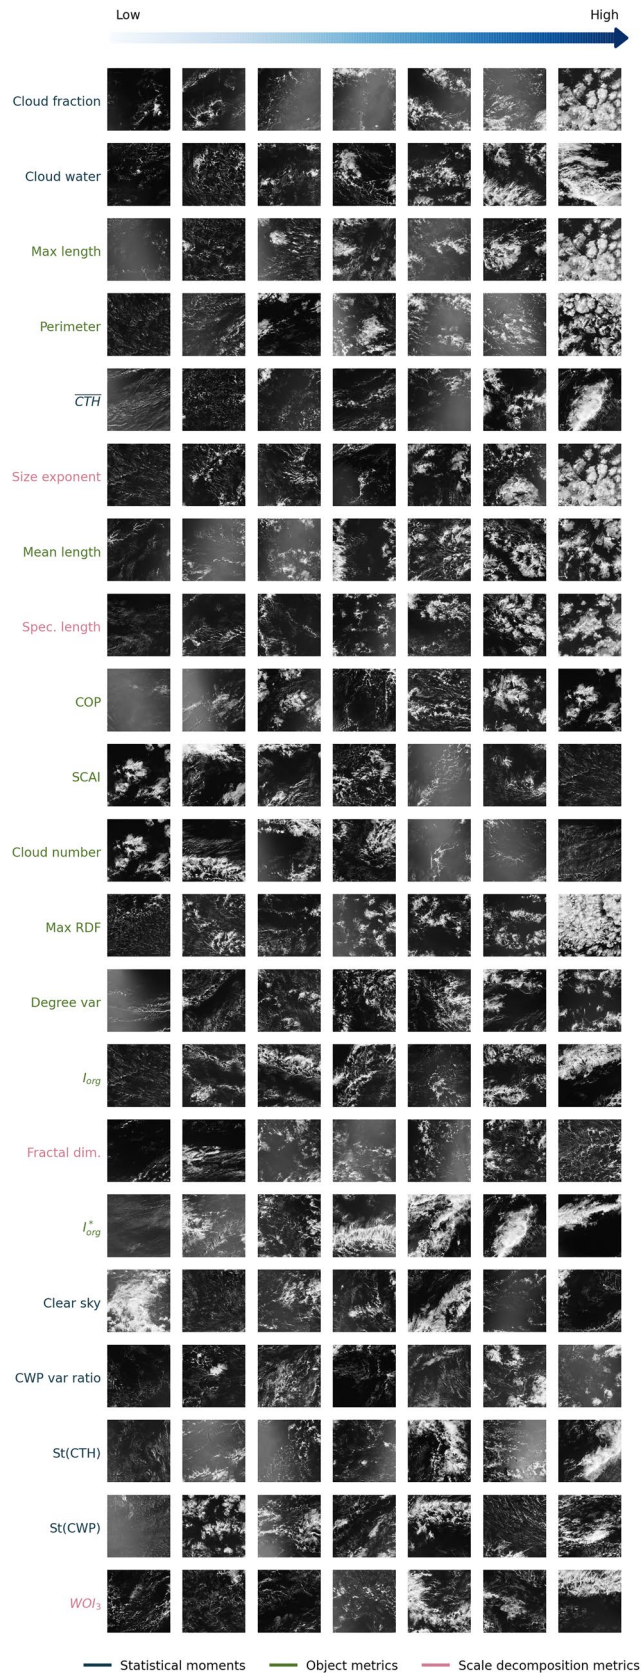 Low High
Cloud fraction
Cloud water
Max length
Perimeter
CTH
Size exponent
Mean length
Spec. length
COP
SCAI
Cloud number
Max RDF
Degree var
I_org
Fractal dim.
I*_org
Clear sky
CWP var ratio
St(CTH)
St(CWP)
WOI₃
Statistical moments Object metrics Scale decomposition metrics